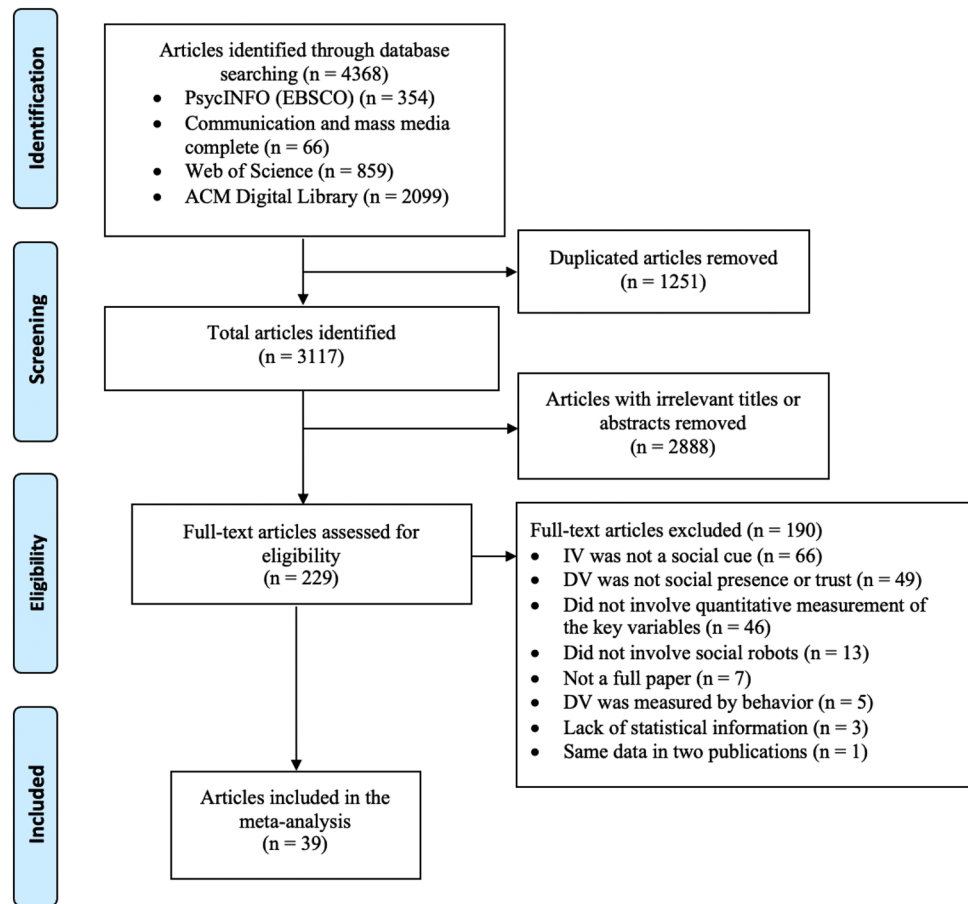 Identification
Articles identified through database
searching (n = 4368)
• PsycINFO (EBSCO) (n = 354)
• Communication and mass media
complete (n = 66)
• Web of Science (n = 859)
• ACM Digital Library (n = 2099)
Screening
Duplicated articles removed
(n = 1251)
Total articles identified
(n = 3117)
Articles with irrelevant titles or
abstracts removed
(n = 2888)
Eligibility
Full-text articles assessed for
eligibility
(n = 229)
Full-text articles excluded (n = 190)
• IV was not a social cue (n = 66)
• DV was not social presence or trust (n = 49)
• Did not involve quantitative measurement of
the key variables (n = 46)
• Did not involve social robots (n = 13)
• Not a full paper (n = 7)
• DV was measured by behavior (n = 5)
• Lack of statistical information (n = 3)
• Same data in two publications (n = 1)
Included
Articles included in the
meta-analysis
(n = 39)